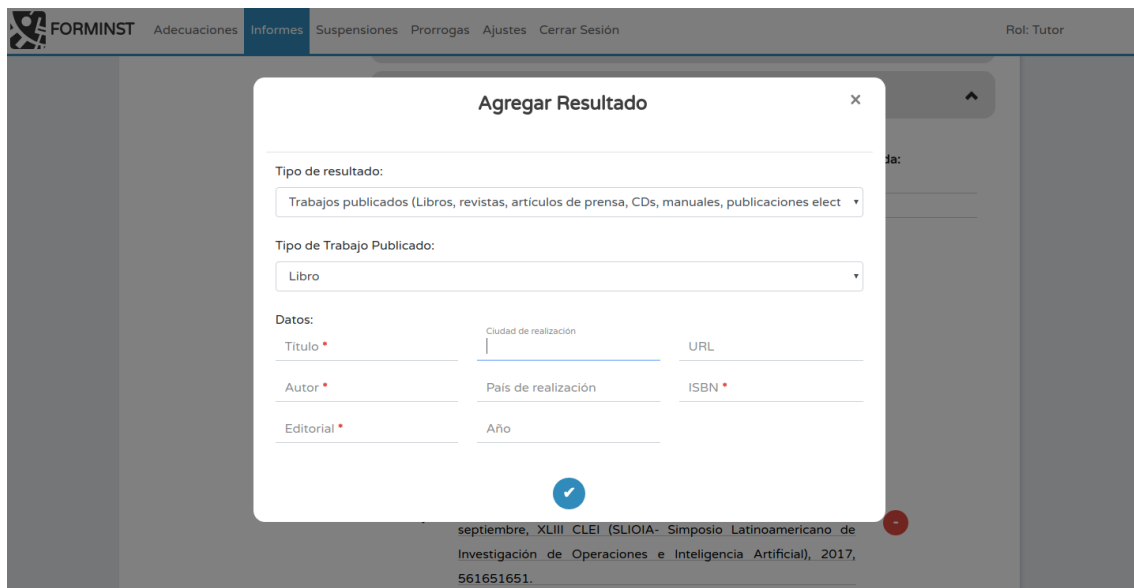 FORMINST Adecuaciones Informes Suspensiones Prorrogas Ajustes Cerrar Sesión Rol: Tutor
Agregar Resultado ×
da:
Tipo de resultado:
Trabajos publicados (Libros, revistas, artículos de prensa, CDs, manuales, publicaciones elect
Tipo de Trabajo Publicado:
Libro
Datos:
Ciudad de realización
Título * URL
Autor * País de realización ISBN *
Editorial * Año
septiembre, XLIII CLEI (SLIOIA- Simposio Latinoamericano de
Investigación de Operaciones e Inteligencia Artificial), 2017,
561651651.